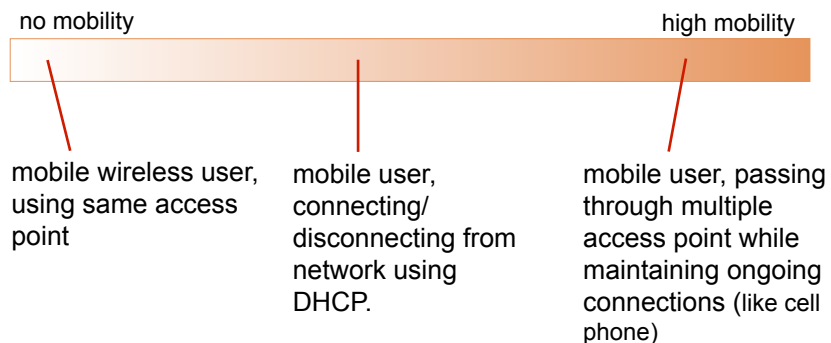 no mobility
high mobility
mobile wireless user,
using same access
point
mobile user,
connecting/
disconnecting from
network using
DHCP.
mobile user, passing
through multiple
access point while
maintaining ongoing
connections (like cell
phone)